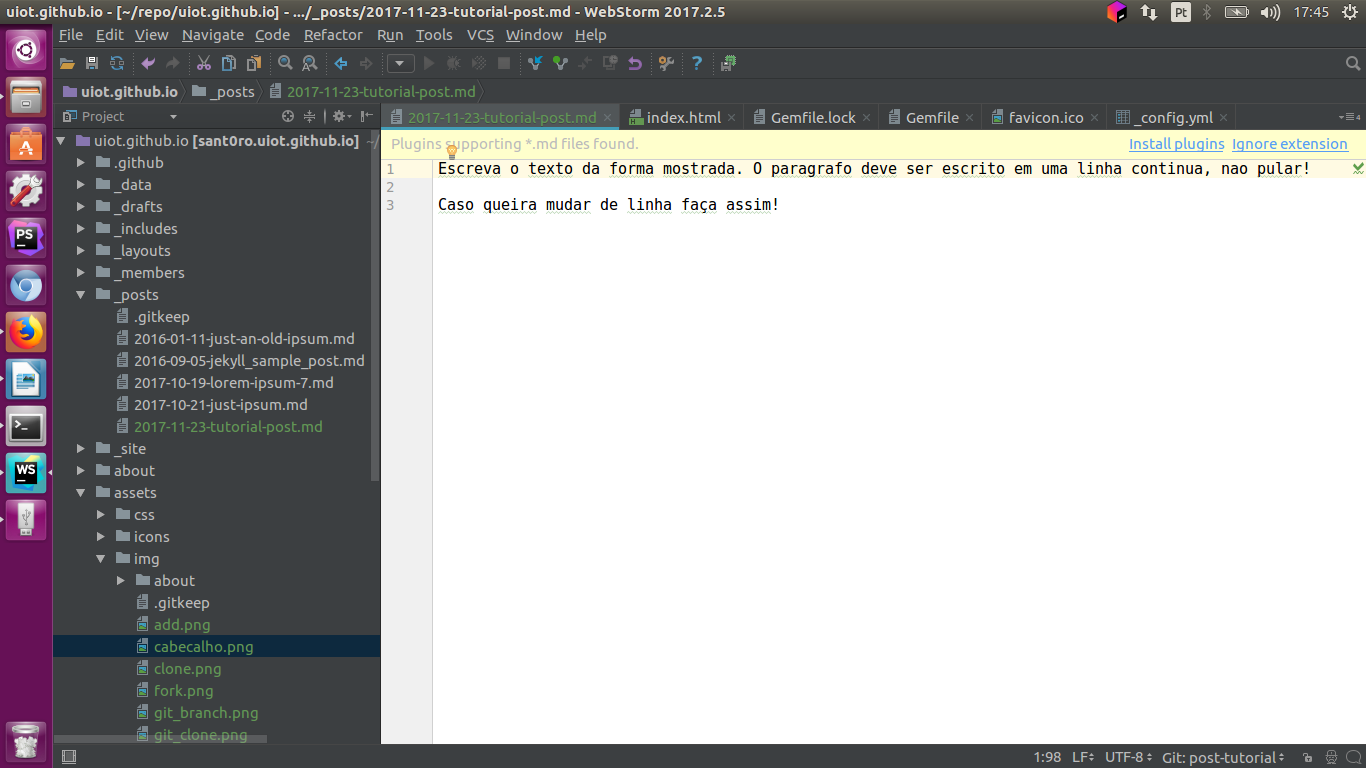 uiot.github.io - [~/repo/uiot.github.io] - .../_posts/2017-11-23-tutorial-post.md - WebStorm 2017.2.5
Pt
17:45
File Edit View Navigate Code Refactor Run Tools VCS Window Help
uiot.github.io _posts 2017-11-23-tutorial-post.md
Project
2017-11-23-tutorial-post.md index.html Gemfile.lock Gemfile favicon.ico _config.yml
4
Plugins supporting *.md files found. Install plugins Ignore extension
uiot.github.io [sant0ro.uiot.github.io] ~/
.github
_data
_drafts
_includes
_layouts
_members
_posts
.gitkeep
2016-01-11-just-an-old-ipsum.md
2016-09-05-jekyll_sample_post.md
2017-10-19-lorem-ipsum-7.md
2017-10-21-just-ipsum.md
2017-11-23-tutorial-post.md
_site
about
assets
css
icons
img
about
.gitkeep
add.png
cabecalho.png
clone.png
fork.png
git_branch.png
git_clone.png
1 Escreva o texto da forma mostrada. O paragrafo deve ser escrito em uma linha continua, nao pular!
2
3 Caso queira mudar de linha faça assim!
PS
WS
1:98 LF UTF-8 Git: post-tutorial